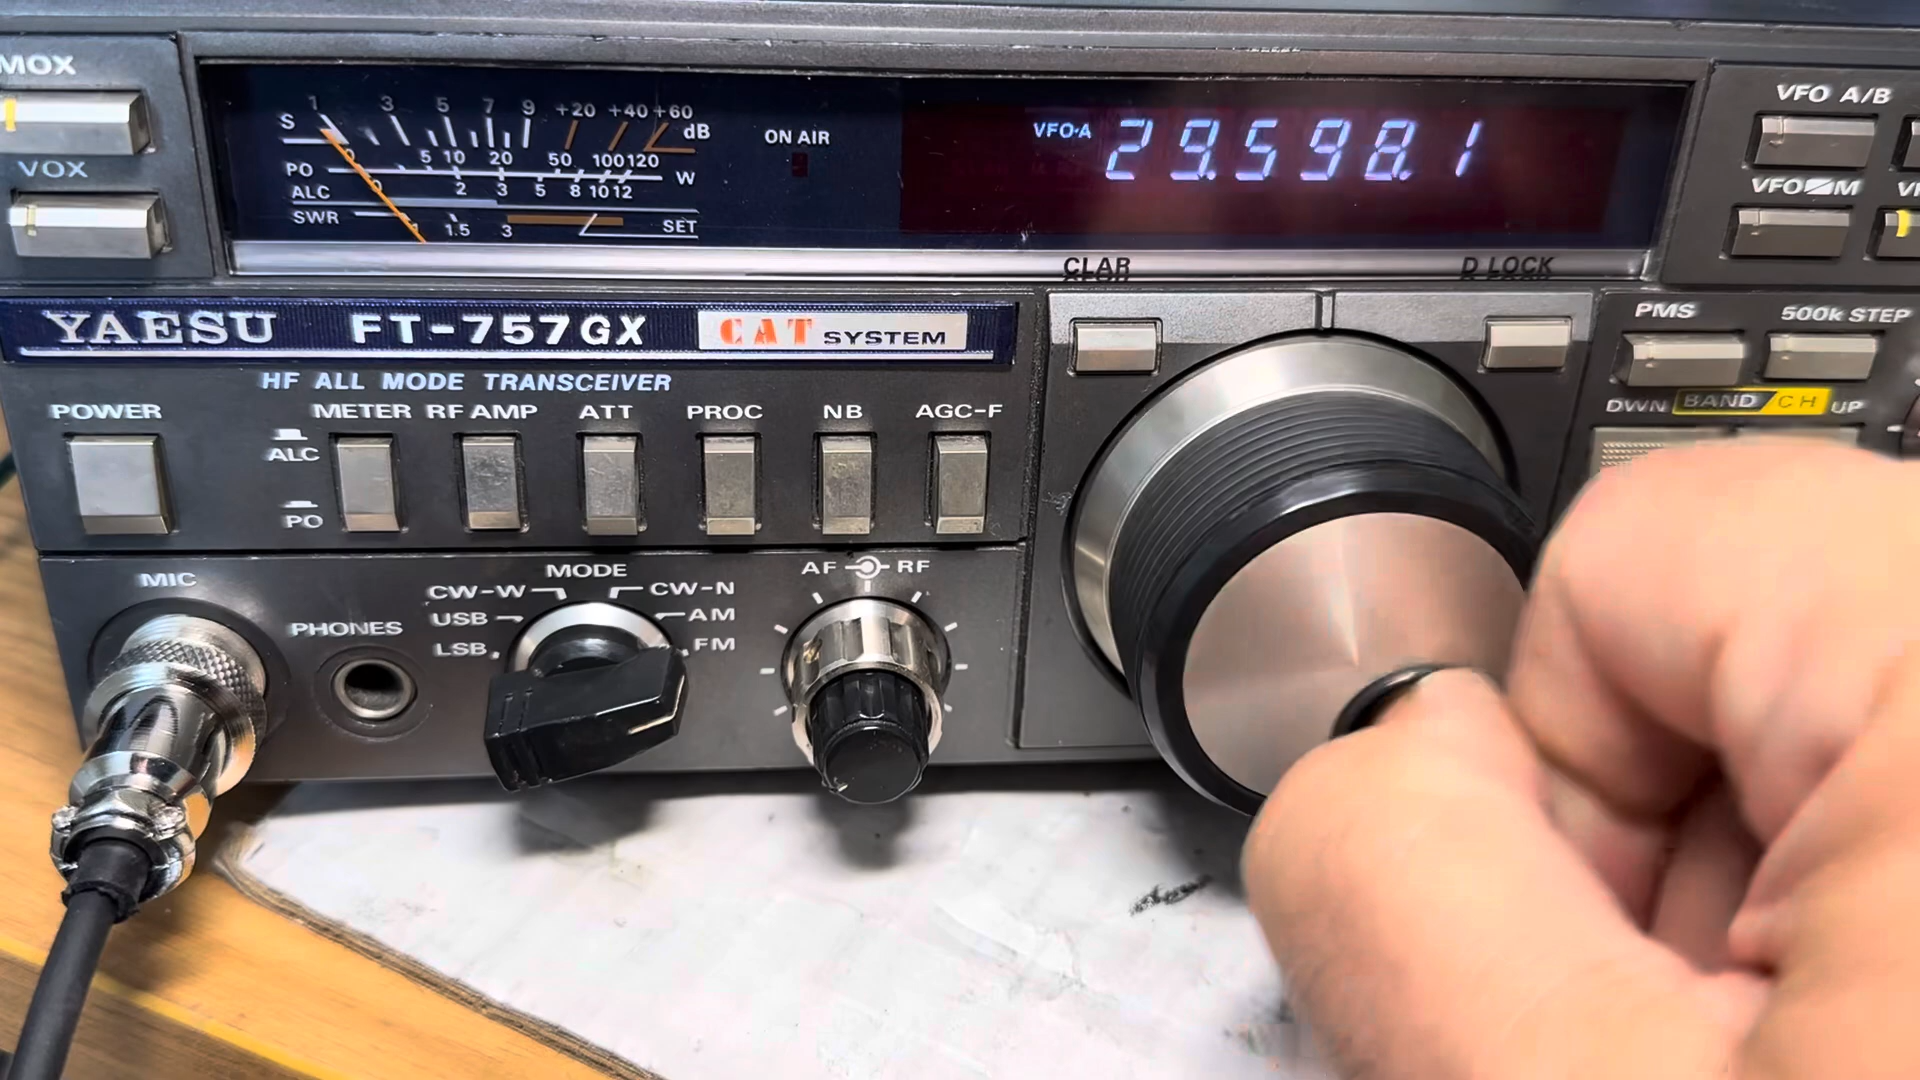 MOX
VOX
S 1 3 5 7 9 +20 +40 +60 dB
PO 0 5 10 20 50 100 120 W
ALC 0 2 3 5 8 10 12
SWR 1 1.5 3 SET
ON AIR
VFO·A 29.598.1
VFO A/B
CLAR
D LOCK
YAESU FT-757GX CAT SYSTEM
HF ALL MODE TRANSCEIVER
PMS
500k STEP
DWN BAND/CH UP
POWER
METER
RF AMP
ATT
PROC
NB
AGC-F
ALC
PO
MIC
PHONES
MODE
CW-W
CW-N
USB
AM
LSB
FM
AF
RF